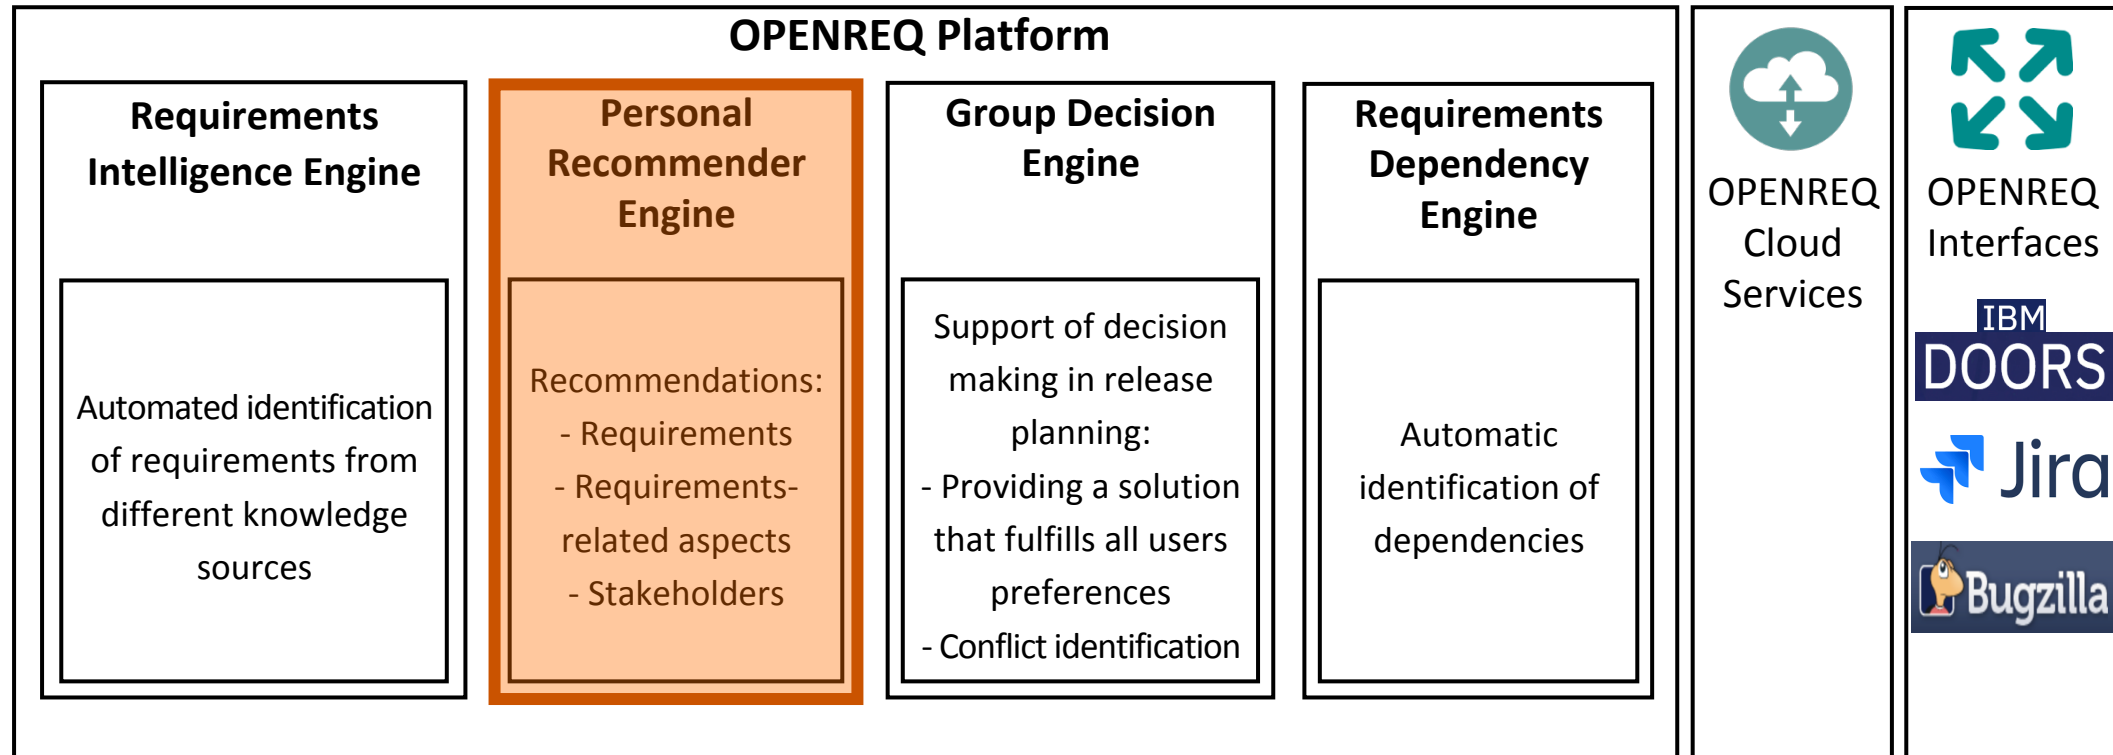 OPENREQ Platform
Requirements
Intelligence Engine
Automated identification
of requirements from
different knowledge
sources
Personal
Recommender
Engine
Recommendations:
- Requirements
- Requirements-
related aspects
- Stakeholders
Group Decision
Engine
Support of decision
making in release
planning:
- Providing a solution
that fulfills all users
preferences
- Conflict identification
Requirements
Dependency
Engine
Automatic
identification of
dependencies
OPENREQ
Cloud
Services
OPENREQ
Interfaces
IBM
DOORS
Jira
Bugzilla